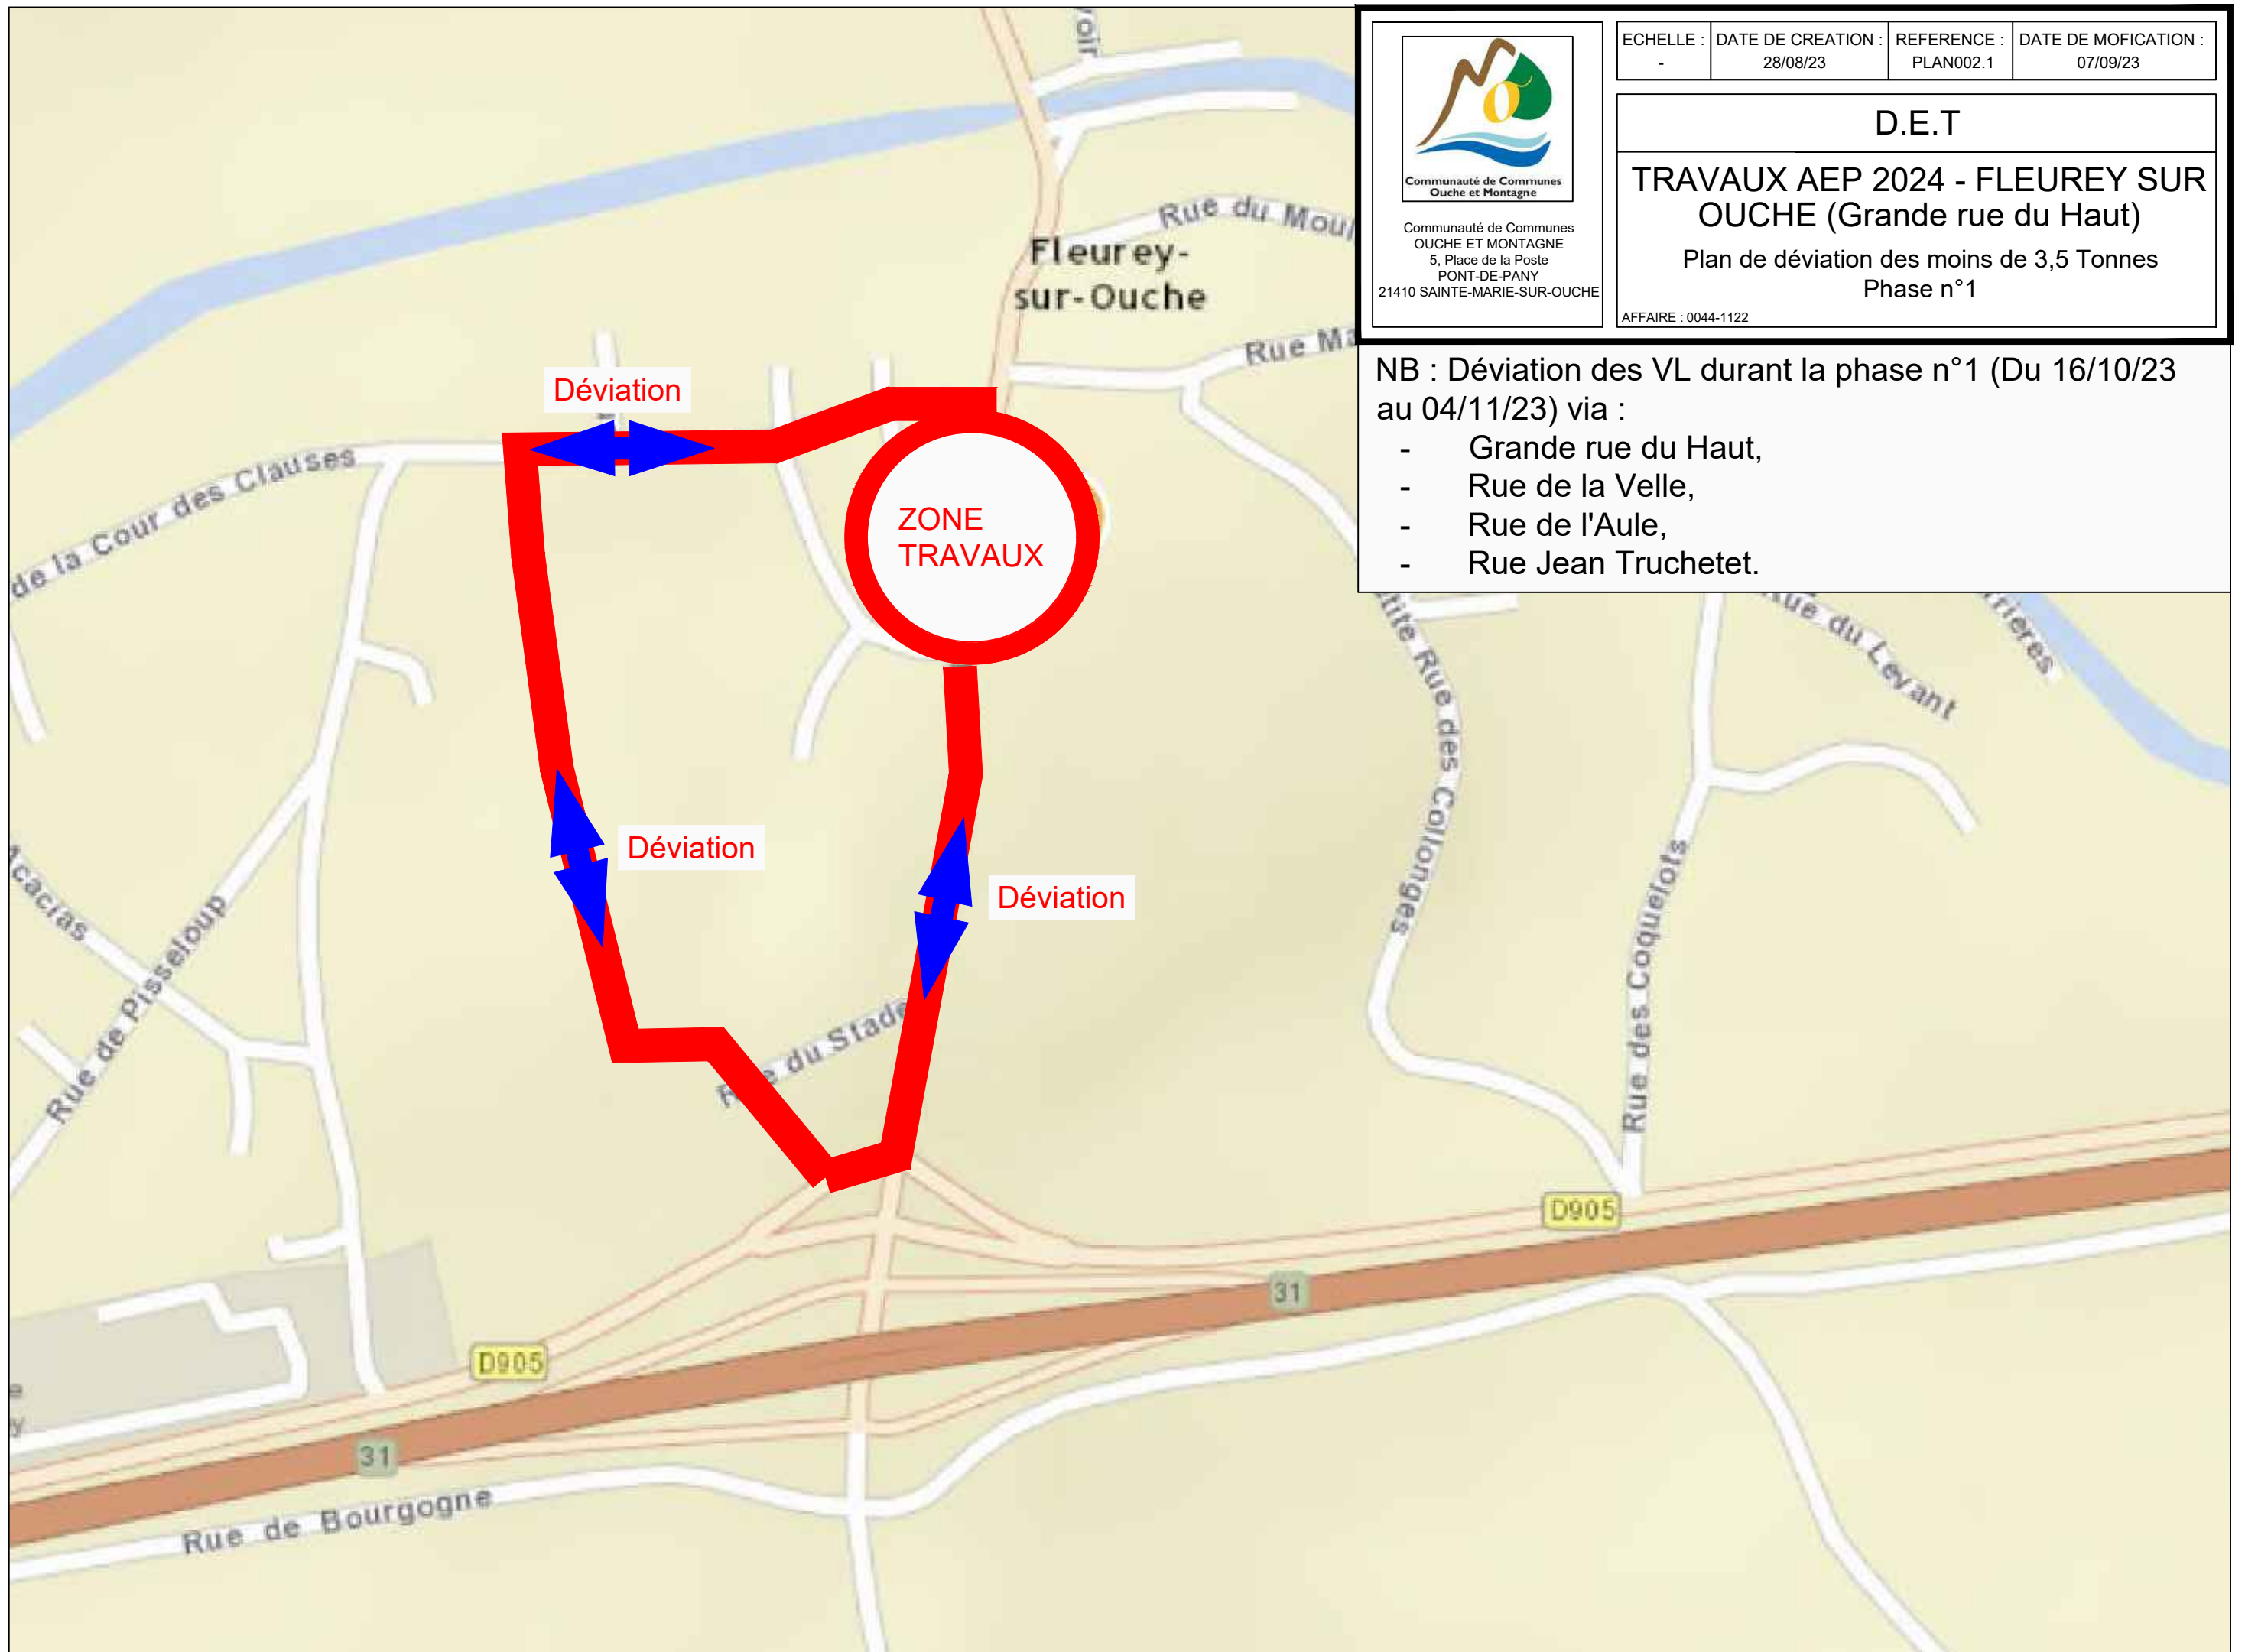 ECHELLE :
-
DATE DE CREATION :
28/08/23
REFERENCE :
PLAN002.1
DATE DE MOFICATION :
07/09/23
Communauté de Communes
Ouche et Montagne
Communauté de Communes
OUCHE ET MONTAGNE
5, Place de la Poste
PONT-DE-PANY
21410 SAINTE-MARIE-SUR-OUCHE
D.E.T
TRAVAUX AEP 2024 - FLEUREY SUR
OUCHE (Grande rue du Haut)
Plan de déviation des moins de 3,5 Tonnes
Phase n°1
AFFAIRE : 0044-1122
NB : Déviation des VL durant la phase n°1 (Du 16/10/23
au 04/11/23) via :
- Grande rue du Haut,
- Rue de la Velle,
- Rue de l'Aule,
- Rue Jean Truchetet.
Rue du Moul
Fleurey-
sur-Ouche
Rue Ma
Déviation
de la Cour des Clauses
ZONE
TRAVAUX
Rue du Levant
rrières
tite Rue des Collonges
Déviation
Déviation
Acacias
Rue de Pisseloup
du Stade
Rue des Coquelots
D905
31
D905
31
Rue de Bourgogne